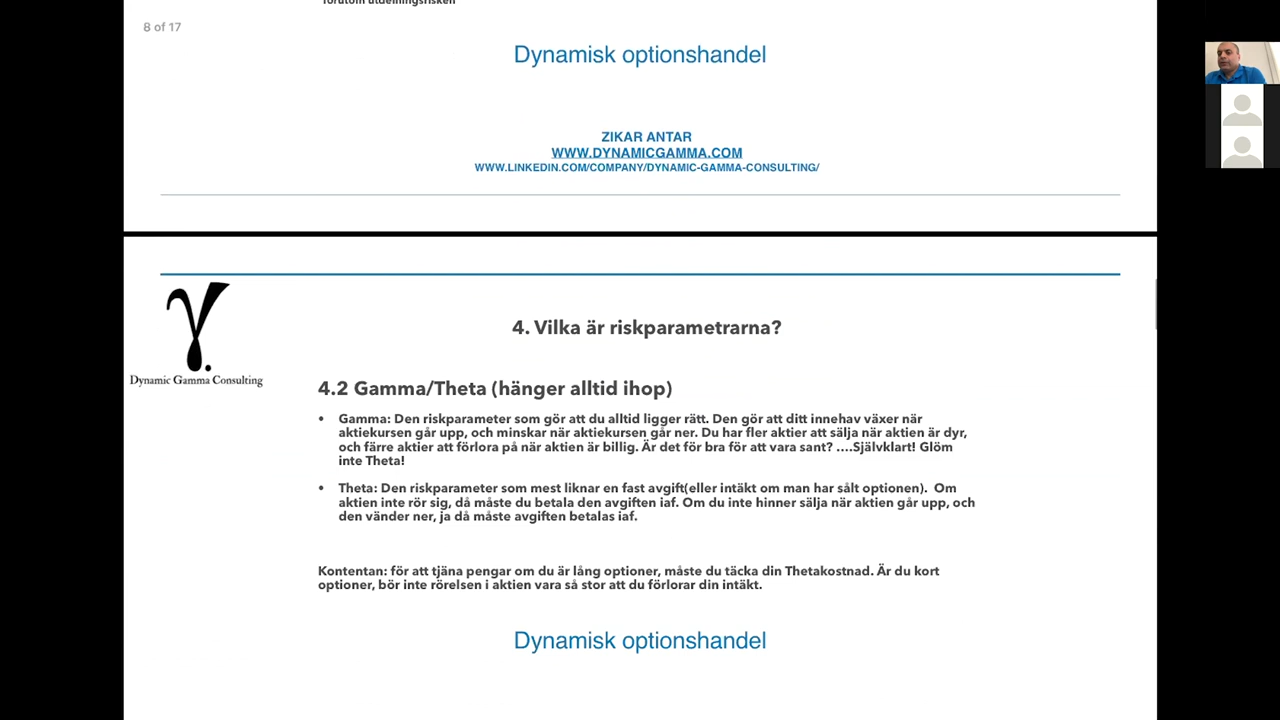 förutom utdelningsrisken
8 of 17
Dynamisk optionshandel
ZIKAR ANTAR
WWW.DYNAMICGAMMA.COM
WWW.LINKEDIN.COM/COMPANY/DYNAMIC-GAMMA-CONSULTING/
γ.
Dynamic Gamma Consulting
4. Vilka är riskparametrarna?
4.2 Gamma/Theta (hänger alltid ihop)
• Gamma: Den riskparameter som gör att du alltid ligger rätt. Den gör att ditt innehav växer när
aktiekursen går upp, och minskar när aktiekursen går ner. Du har fler aktier att sälja när aktien är dyr,
och färre aktier att förlora på när aktien är billig. Är det för bra för att vara sant? ....Självklart! Glöm
inte Theta!
• Theta: Den riskparameter som mest liknar en fast avgift(eller intäkt om man har sålt optionen). Om
aktien inte rör sig, då måste du betala den avgiften iaf. Om du inte hinner sälja när aktien går upp, och
den vänder ner, ja då måste avgiften betalas iaf.
Kontentan: för att tjäna pengar om du är lång optioner, måste du täcka din Thetakostnad. Är du kort
optioner, bör inte rörelsen i aktien vara så stor att du förlorar din intäkt.
Dynamisk optionshandel